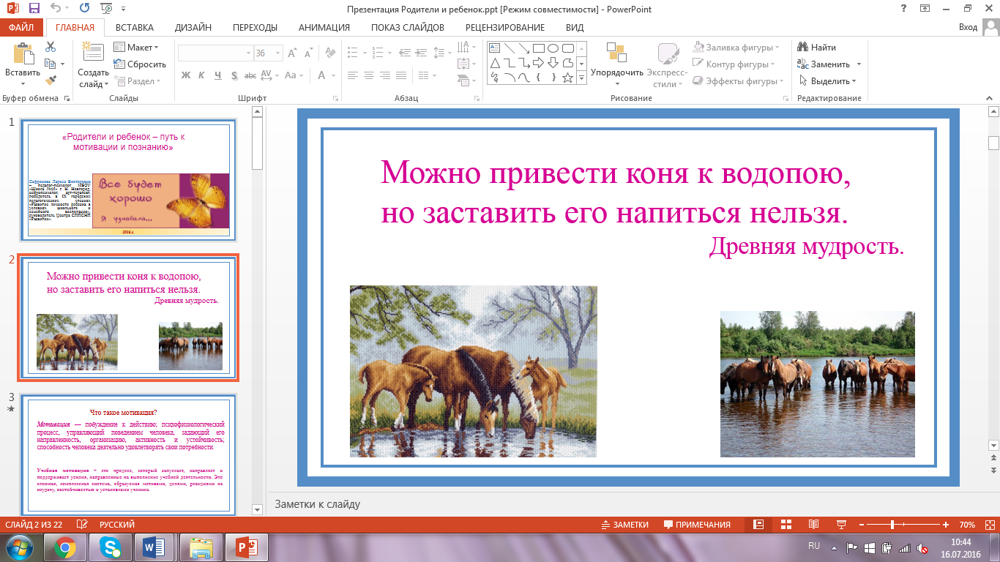 Презентация Родители и ребенок.ppt [Режим совместимости] - PowerPoint
ФАЙЛ ГЛАВНАЯ ВСТАВКА ДИЗАЙН ПЕРЕХОДЫ АНИМАЦИЯ ПОКАЗ СЛАЙДОВ РЕЦЕНЗИРОВАНИЕ ВИД Вход
Вставить
Буфер обмена
Создать слайд
Макет
Сбросить
Раздел
Слайды
36
Ж К Ч S abc AV Aa A
Шрифт
Абзац
Упорядочить
Экспресс-стили
Заливка фигуры
Контур фигуры
Эффекты фигуры
Рисование
Найти
Заменить
Выделить
Редактирование
1
«Родители и ребенок – путь к
мотивации и познанию»
Все будет
хорошо
Я узнавала...
2016 г.
2
Можно привести коня к водопою,
но заставить его напиться нельзя.
Древняя мудрость.
3
Что такое мотивация?
Мотивация — побуждение к действию; психофизиологический
процесс, управляющий поведением человека, задающий его
направленность, организацию, активность и устойчивость;
способность человека деятельно удовлетворять свои потребности.
Учебная мотивация – это процесс, который запускает, направляет и
поддерживает усилия, направленные на выполнение учебной деятельности. Это
сложная, комплексная система, образуемая мотивами, целями, реакциями на
неудачу, настойчивостью и установками ученика.
Можно привести коня к водопою,
но заставить его напиться нельзя.
Древняя мудрость.
Заметки к слайду
СЛАЙД 2 ИЗ 22 РУССКИЙ ЗАМЕТКИ ПРИМЕЧАНИЯ 70%
RU 10:44
16.07.2016